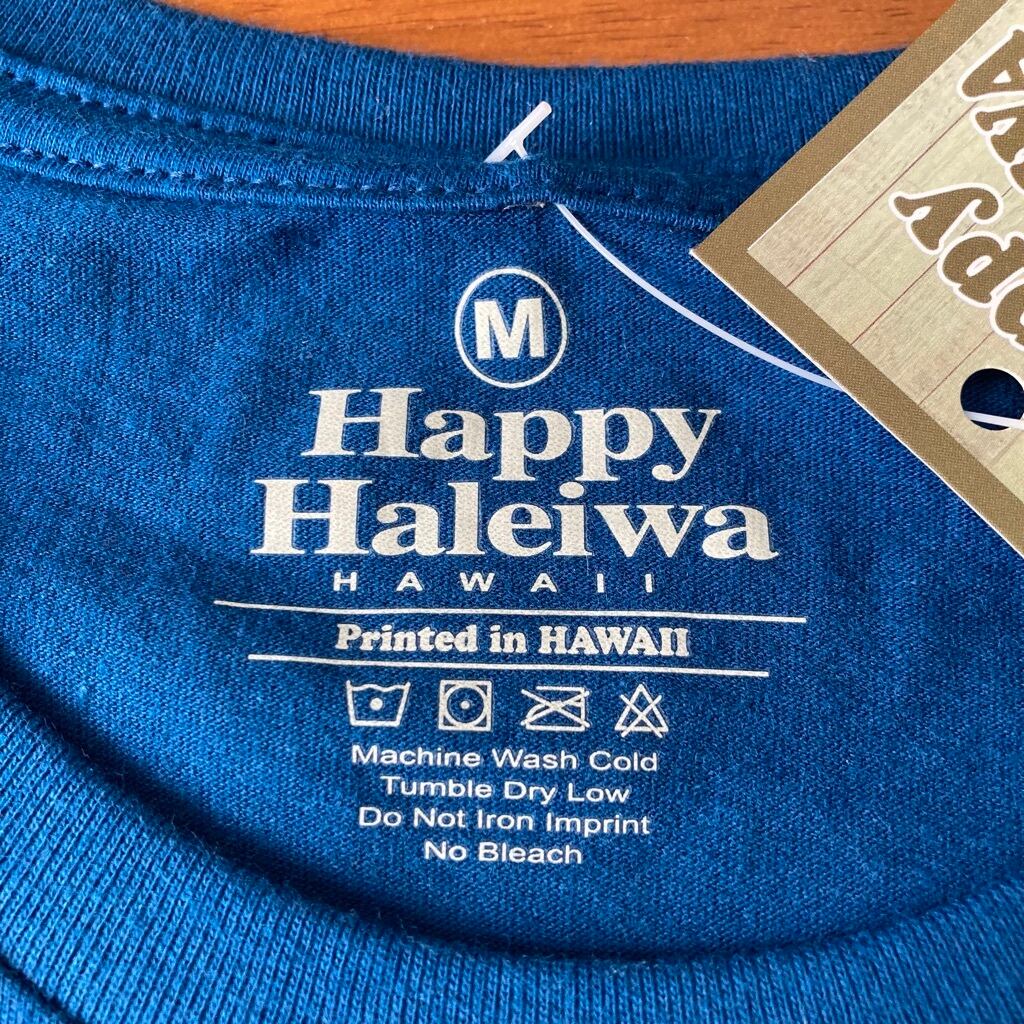 M
Happy
Haleiwa
HAWAII
Printed in HAWAII
Machine Wash Cold
Tumble Dry Low
Do Not Iron Imprint
No Bleach